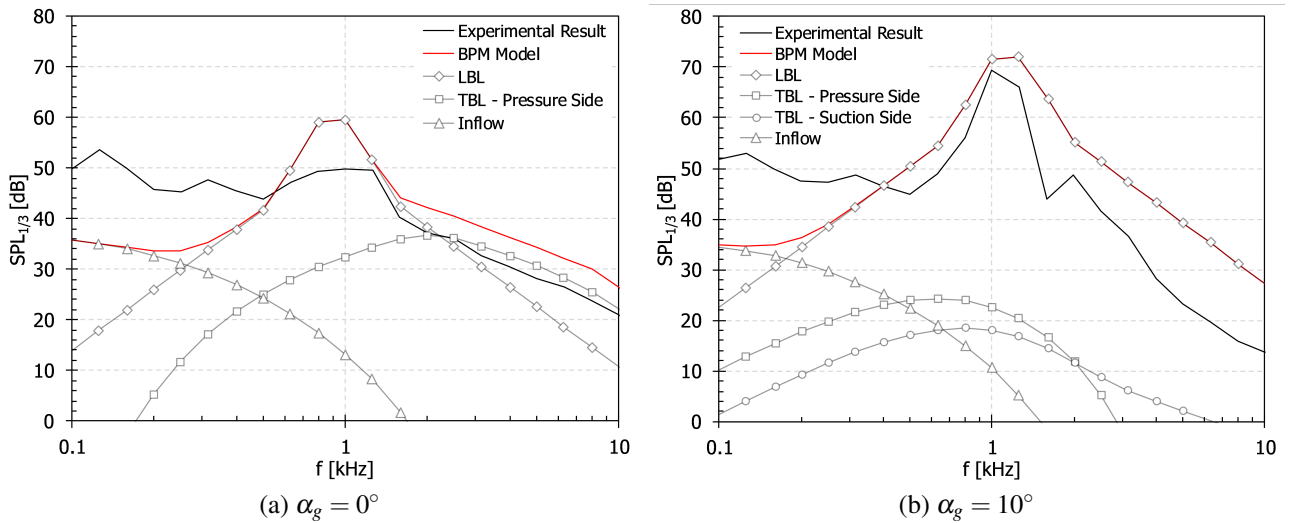 80
70
60
50
40
30
20
10
0
SPL1/3 [dB]
Experimental Result
BPM Model
LBL
TBL - Pressure Side
Inflow
0.1 1 10
f [kHz]
(a) αg = 0°
80
70
60
50
40
30
20
10
0
SPL1/3 [dB]
Experimental Result
BPM Model
LBL
TBL - Pressure Side
TBL - Suction Side
Inflow
0.1 1 10
f [kHz]
(b) αg = 10°